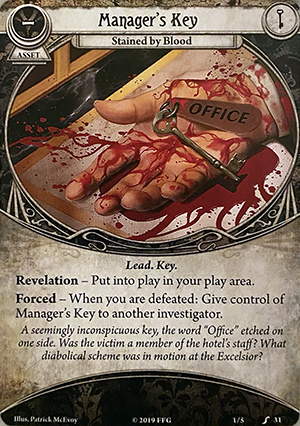 Manager's Key
Stained by Blood
ASSET.
OFFICE
Lead. Key.
Revelation – Put into play in your play area.
Forced – When you are defeated: Give control of
Manager's Key to another investigator.
A seemingly inconspicuous key, the word "Office" etched on
one side. Was the victim a member of the hotel's staff? What
diabolical scheme was in motion at the Excelsior?
Illus. Patrick McEvoy
© 2019 FFG
1/5
31